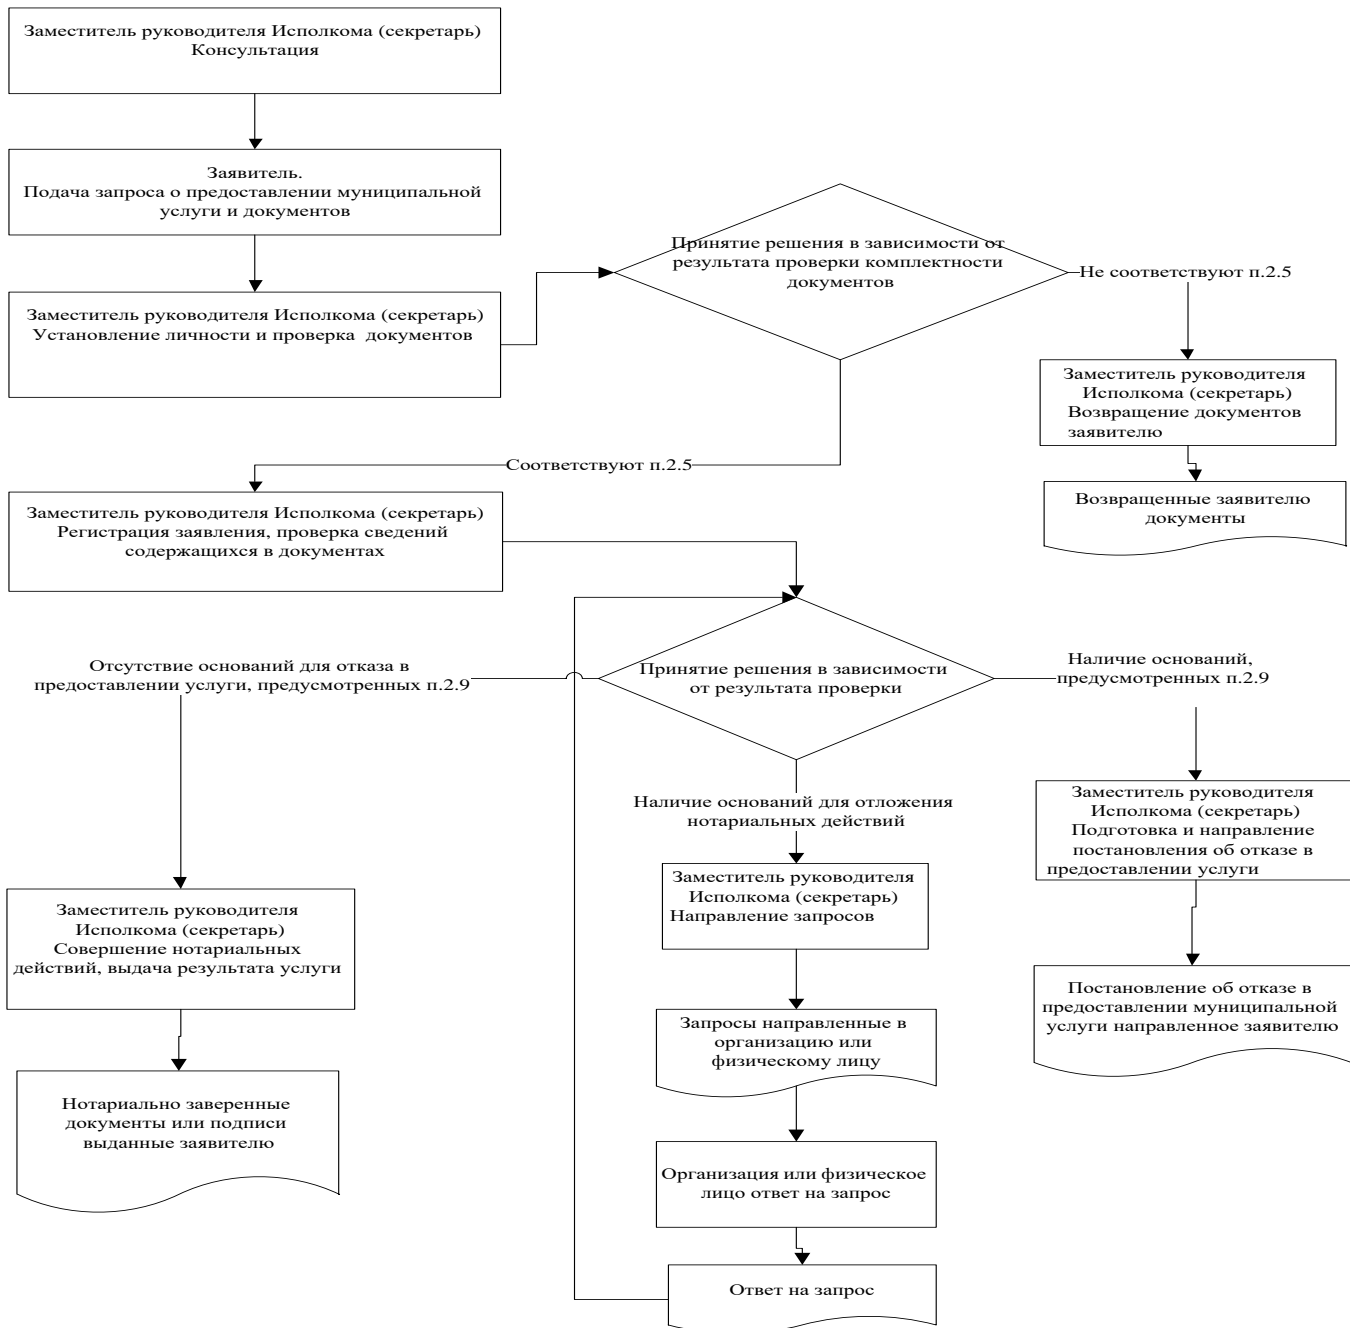 Заместитель руководителя Исполкома (секретарь)
Консультация
Заявитель.
Подача запроса о предоставлении муниципальной
услуги и документов
Заместитель руководителя Исполкома (секретарь)
Установление личности и проверка документов
Принятие решения в зависимости от
результата проверки комплектности
документов
Не соответствуют п.2.5
Заместитель руководителя
Исполкома (секретарь)
Возвращение документов
заявителю
Возвращенные заявителю
документы
Соответствуют п.2.5
Заместитель руководителя Исполкома (секретарь)
Регистрация заявления, проверка сведений
содержащихся в документах
Принятие решения в зависимости
от результата проверки
Отсутствие оснований для отказа в
предоставлении услуги, предусмотренных п.2.9
Наличие оснований,
предусмотренных п.2.9
Наличие оснований для отложения
нотариальных действий
Заместитель руководителя
Исполкома (секретарь)
Совершение нотариальных
действий, выдача результата услуги
Нотариально заверенные
документы или подписи
выданные заявителю
Заместитель руководителя
Исполкома (секретарь)
Направление запросов
Запросы направленные в
организацию или
физическому лицу
Организация или физическое
лицо ответ на запрос
Ответ на запрос
Заместитель руководителя
Исполкома (секретарь)
Подготовка и направление
постановления об отказе в
предоставлении услуги
Постановление об отказе в
предоставлении муниципальной
услуги направленное заявителю